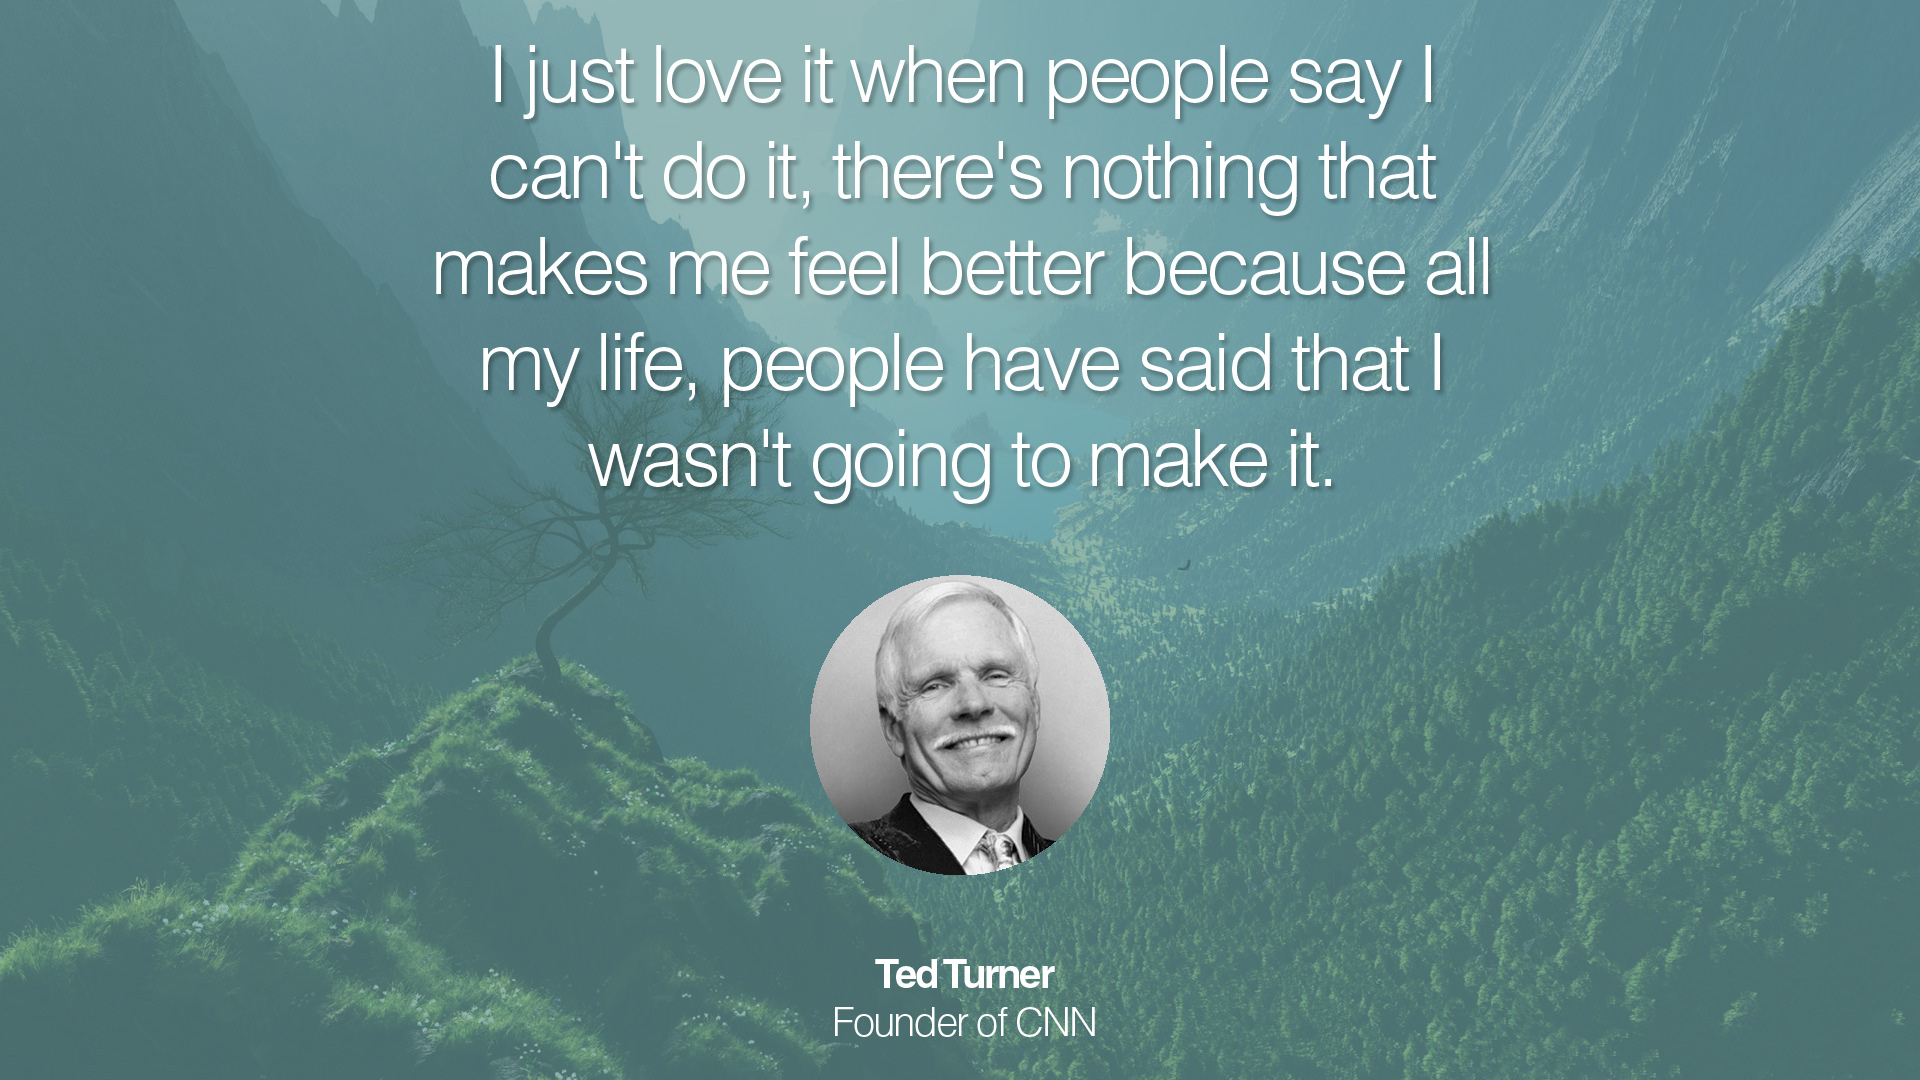 I just love it when people say I
can't do it, there's nothing that
makes me feel better because all
my life, people have said that I
wasn't going to make it.
Ted Turner
Founder of CNN